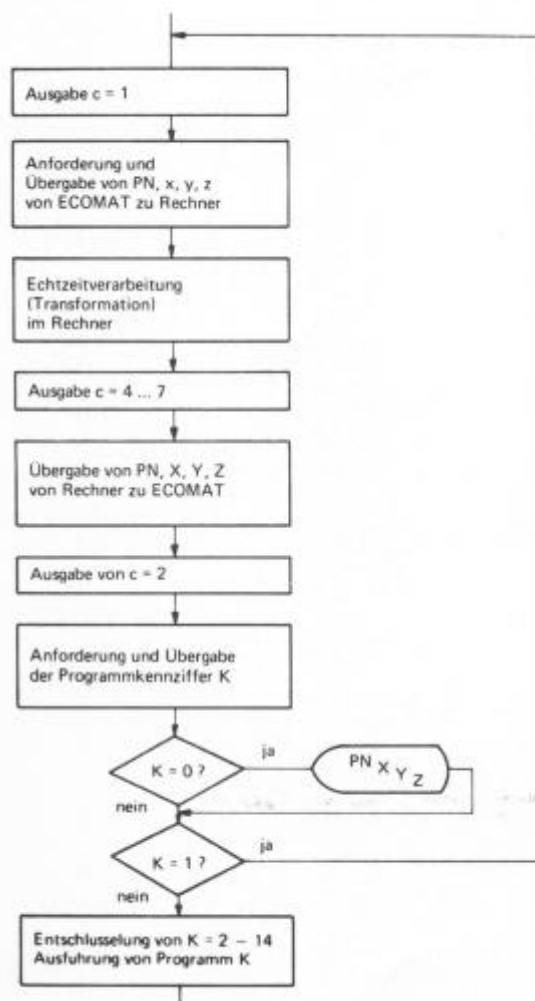 Ausgabe c = 1
Anforderung und
Übergabe von PN, x, y, z
von ECOMAT zu Rechner
Echtzeitverarbeitung
(Transformation)
im Rechner
Ausgabe c = 4 ... 7
Übergabe von PN, X, Y, Z
von Rechner zu ECOMAT
Ausgabe von c = 2
Anforderung und Übergabe
der Programmkennziffer K
K = 0 ?
ja
PN X Y Z
nein
K = 1 ?
ja
nein
Entschlusselung von K = 2 – 14
Ausfuhrung von Programm K